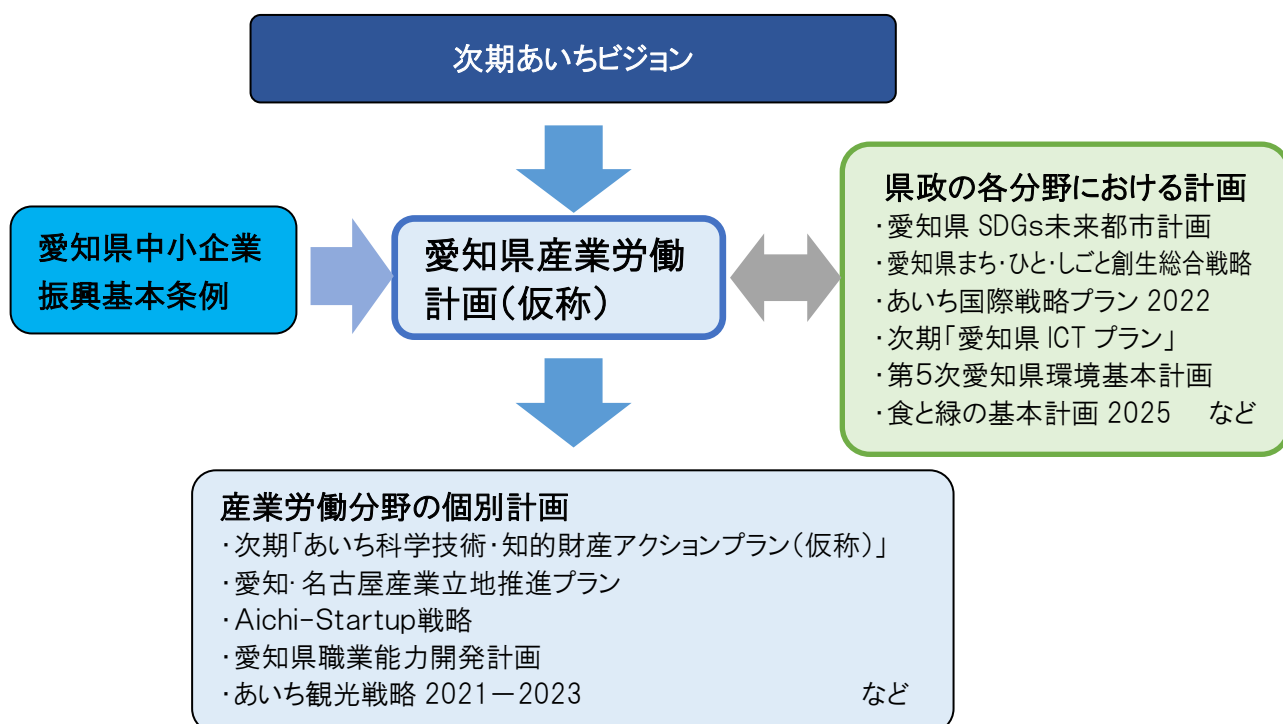 次期あいちビジョン
愛知県中小企業
振興基本条例
愛知県産業労働
計画(仮称)
県政の各分野における計画
・愛知県 SDGs未来都市計画
・愛知県まち・ひと・しごと創生総合戦略
・あいち国際戦略プラン 2022
・次期「愛知県 ICT プラン」
・第5次愛知県環境基本計画
・食と緑の基本計画 2025　など
産業労働分野の個別計画
・次期「あいち科学技術・知的財産アクションプラン(仮称)」
・愛知・名古屋産業立地推進プラン
・Aichi-Startup戦略
・愛知県職業能力開発計画
・あいち観光戦略 2021-2023　など